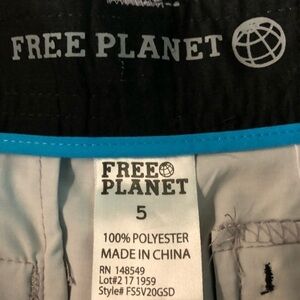 FREE PLANET
FREE
PLANET
5
100% POLYESTER
MADE IN CHINA
RN 148549
Lot#2 17 1959
Style# FS5V20GSD